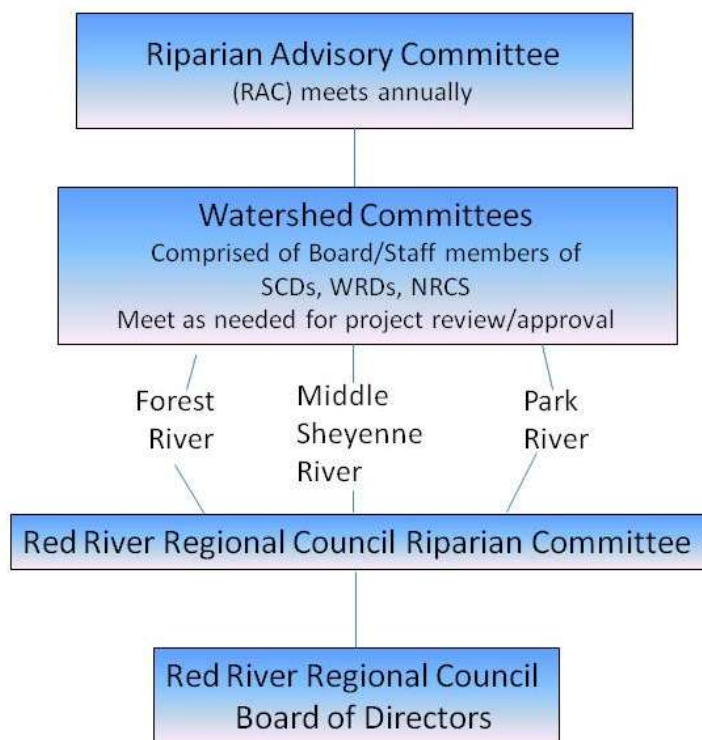 Riparian Advisory Committee
(RAC) meets annually
Watershed Committees
Comprised of Board/Staff members of
SCDs, WRDs, NRCS
Meet as needed for project review/approval
Forest
River
Middle
Sheyenne
River
Park
River
Red River Regional Council Riparian Committee
Red River Regional Council
Board of Directors